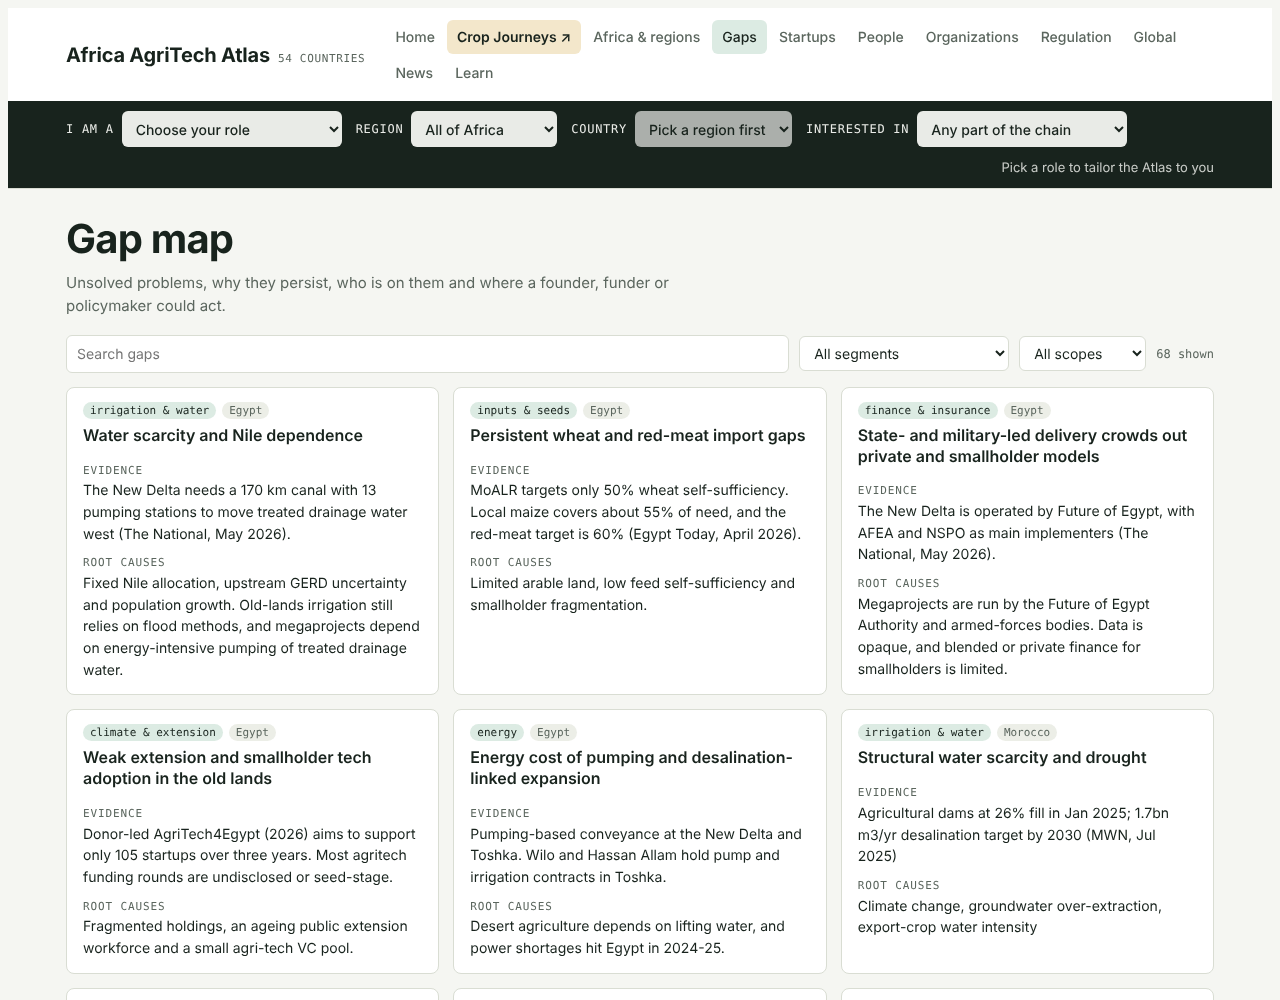 Africa AgriTech Atlas 54 COUNTRIES
Home Crop Journeys ↗ Africa & regions Gaps Startups People Organizations Regulation Global
News Learn
I AM A Choose your role REGION All of Africa COUNTRY Pick a region first INTERESTED IN Any part of the chain
Pick a role to tailor the Atlas to you
Gap map
Unsolved problems, why they persist, who is on them and where a founder, funder or
policymaker could act.
Search gaps All segments All scopes 68 shown
irrigation & water Egypt
Water scarcity and Nile dependence
EVIDENCE
The New Delta needs a 170 km canal with 13
pumping stations to move treated drainage water
west (The National, May 2026).
ROOT CAUSES
Fixed Nile allocation, upstream GERD uncertainty
and population growth. Old-lands irrigation still
relies on flood methods, and megaprojects depend
on energy-intensive pumping of treated drainage
water.
inputs & seeds Egypt
Persistent wheat and red-meat import gaps
EVIDENCE
MoALR targets only 50% wheat self-sufficiency.
Local maize covers about 55% of need, and the
red-meat target is 60% (Egypt Today, April 2026).
ROOT CAUSES
Limited arable land, low feed self-sufficiency and
smallholder fragmentation.
finance & insurance Egypt
State- and military-led delivery crowds out
private and smallholder models
EVIDENCE
The New Delta is operated by Future of Egypt, with
AFEA and NSPO as main implementers (The
National, May 2026).
ROOT CAUSES
Megaprojects are run by the Future of Egypt
Authority and armed-forces bodies. Data is
opaque, and blended or private finance for
smallholders is limited.
climate & extension Egypt
Weak extension and smallholder tech
adoption in the old lands
EVIDENCE
Donor-led AgriTech4Egypt (2026) aims to support
only 105 startups over three years. Most agritech
funding rounds are undisclosed or seed-stage.
ROOT CAUSES
Fragmented holdings, an ageing public extension
workforce and a small agri-tech VC pool.
energy Egypt
Energy cost of pumping and desalination-
linked expansion
EVIDENCE
Pumping-based conveyance at the New Delta and
Toshka. Wilo and Hassan Allam hold pump and
irrigation contracts in Toshka.
ROOT CAUSES
Desert agriculture depends on lifting water, and
power shortages hit Egypt in 2024-25.
irrigation & water Morocco
Structural water scarcity and drought
EVIDENCE
Agricultural dams at 26% fill in Jan 2025; 1.7bn
m3/yr desalination target by 2030 (MWN, Jul
2025)
ROOT CAUSES
Climate change, groundwater over-extraction,
export-crop water intensity